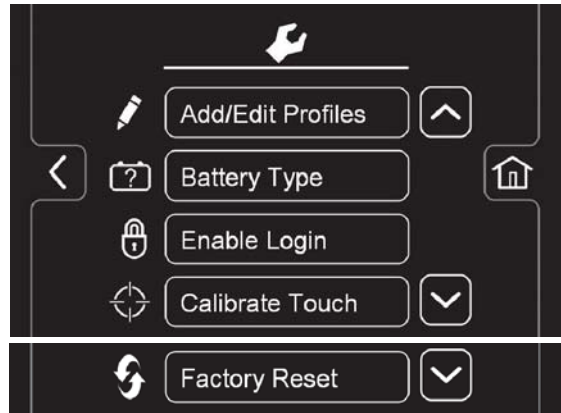 Add/Edit Profiles
Battery Type
Enable Login
Calibrate Touch
Factory Reset